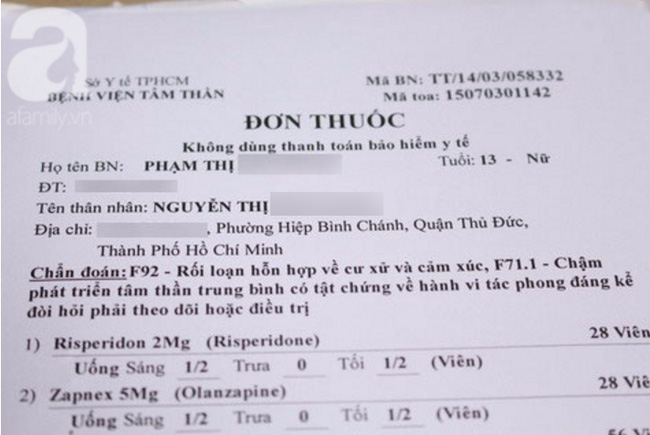 a
afamily.vn
Sở Y tế TPHCM
BỆNH VIỆN TÂM THẦN
Mã BN: TT/14/03/058332
Mã toa: 15070301142
ĐƠN THUỐC
Không dùng thanh toán bảo hiểm y tế
Họ tên BN: PHẠM THỊ Tuổi: 13 - Nữ
ĐT:
Tên thân nhân: NGUYỄN THỊ
Địa chỉ: , Phường Hiệp Bình Chánh, Quận Thủ Đức,
Thành Phố Hồ Chí Minh
Chẩn đoán: F92 - Rối loạn hỗn hợp về cư xử và cảm xúc, F71.1 - Chậm
phát triển tâm thần trung bình có tật chứng về hành vi tác phong đáng kể
đòi hỏi phải theo dõi hoặc điều trị
1) Risperidon 2Mg (Risperidone) 28 Viên
Uống Sáng 1/2 Trưa 0 Tối 1/2 (Viên)
2) Zapnex 5Mg (Olanzapine) 28 Viê
Uống Sáng 1/2 Trưa 0 Tối 1/2 (Viên)